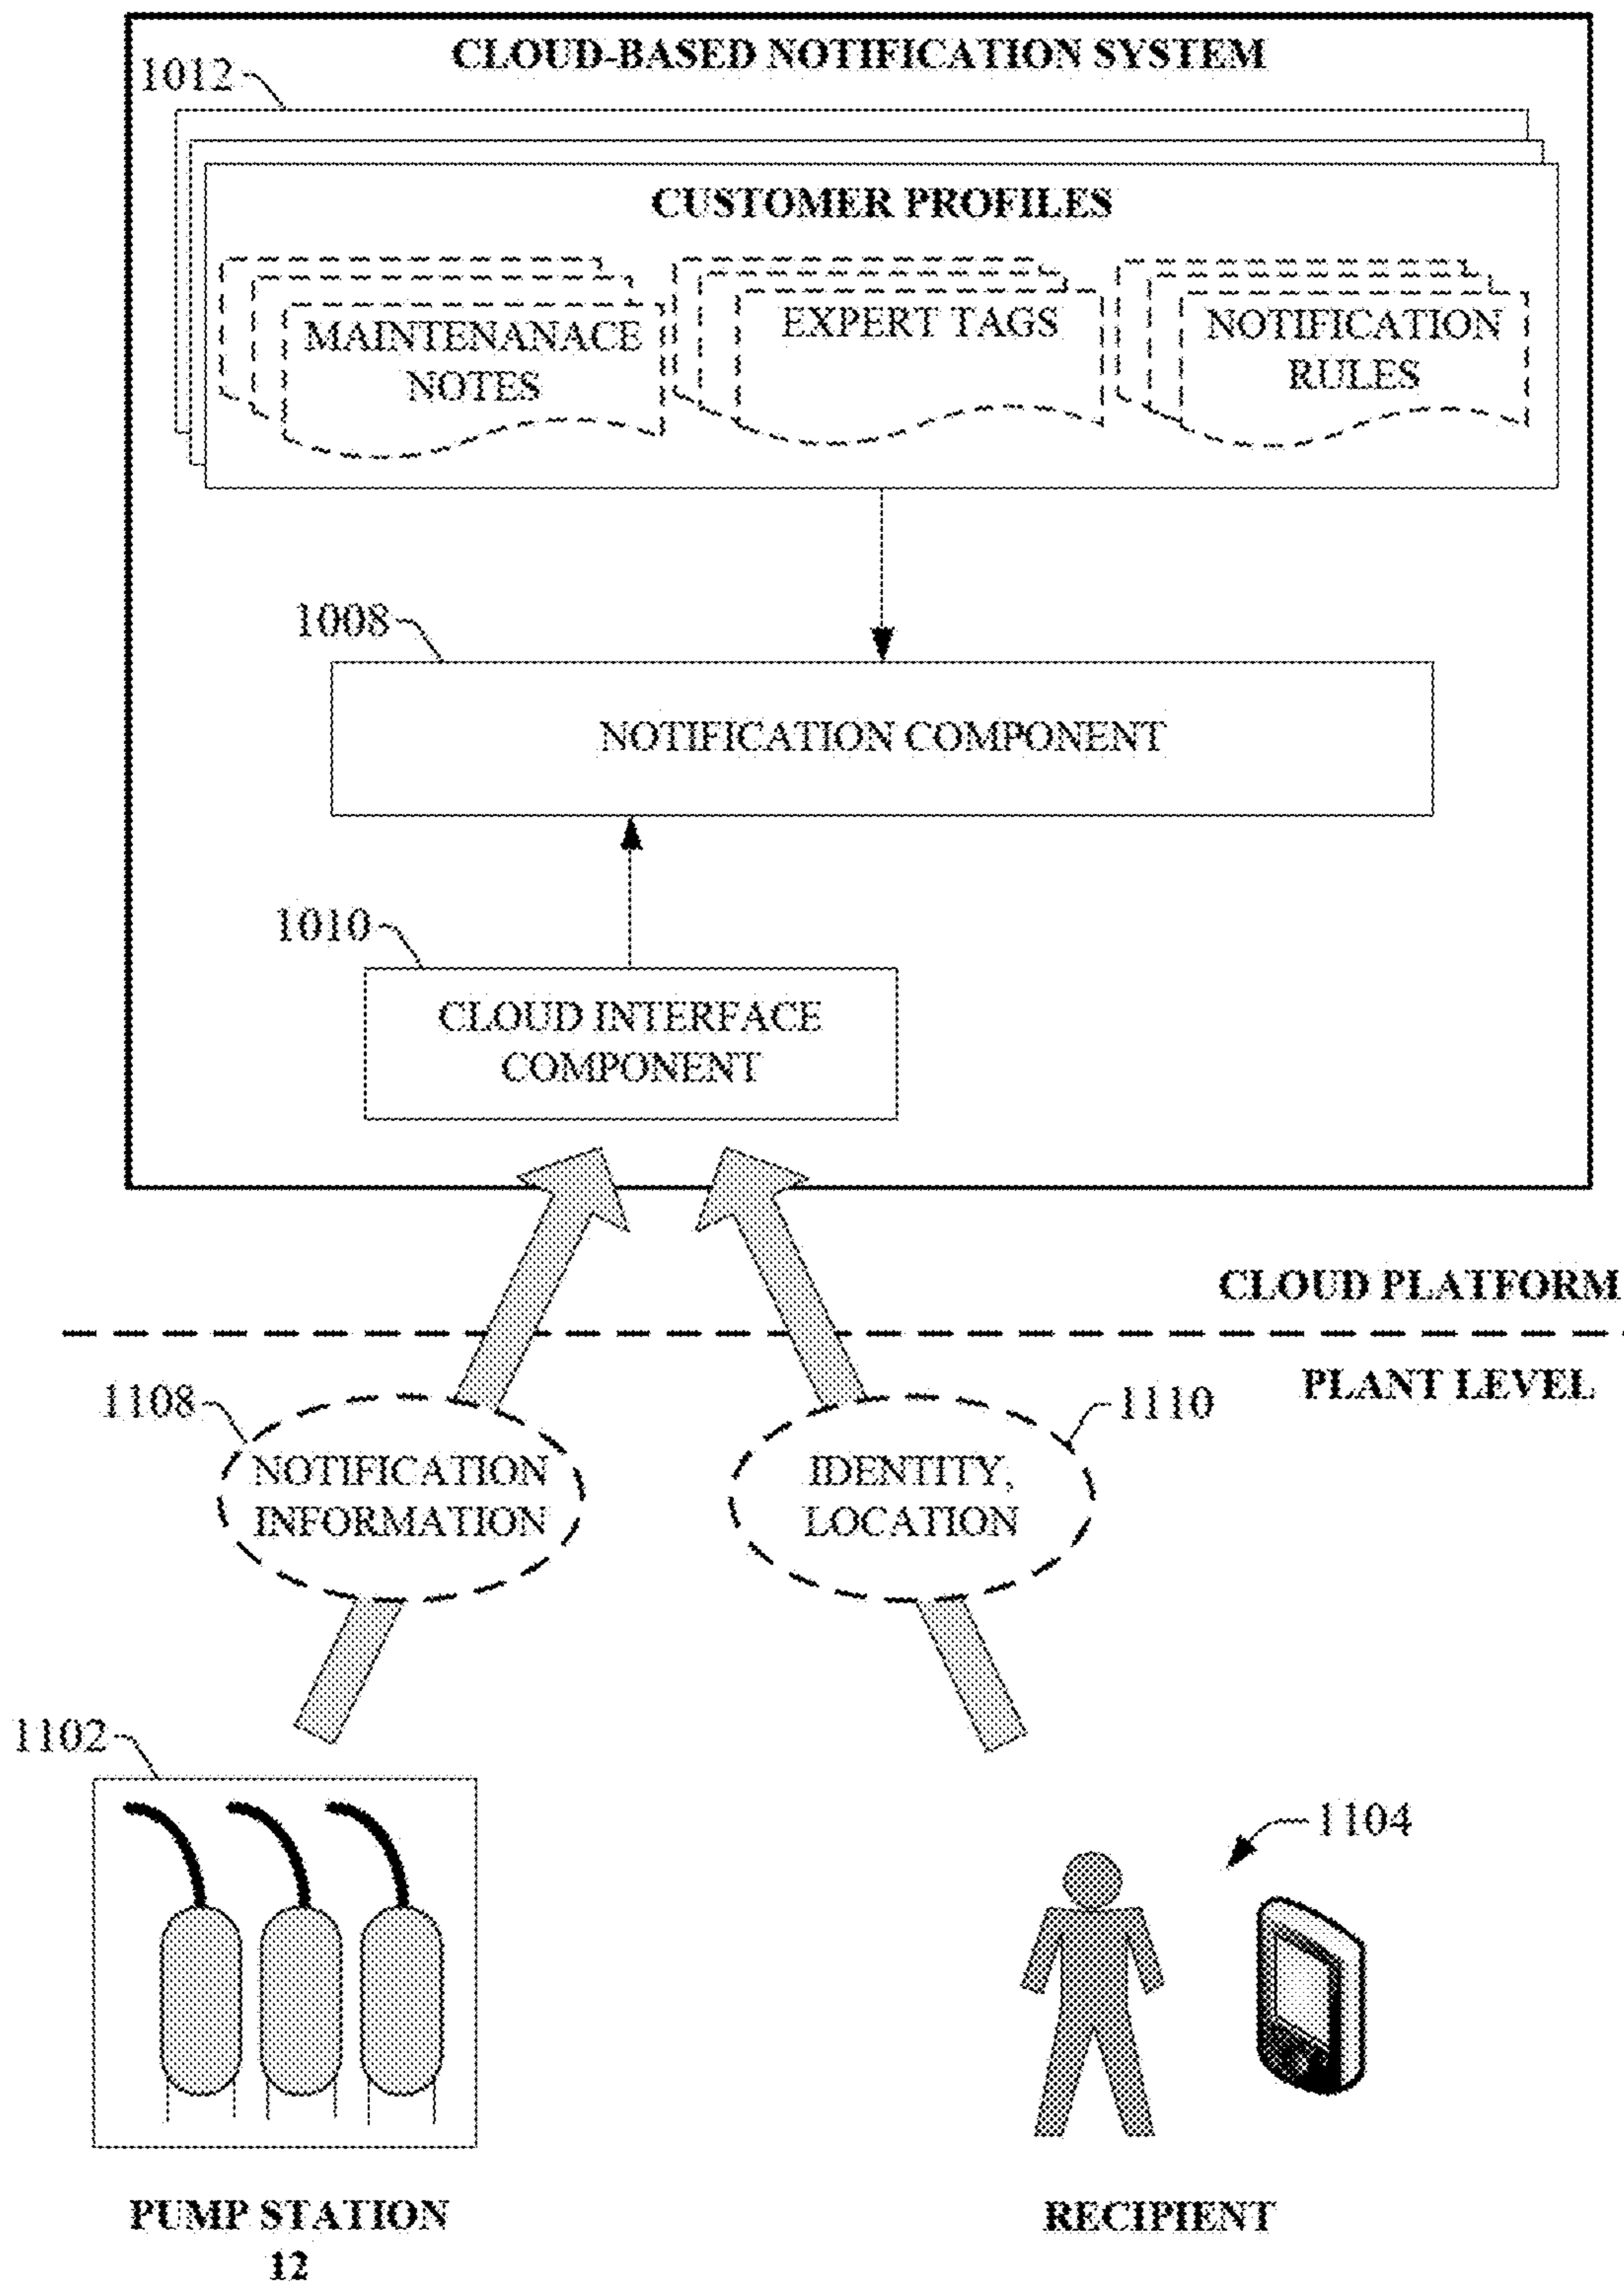 CLOUD-BASED NOTIFICATION SYSTEM
1012
CUSTOMER PROFILES
MAINTENANACE
NOTES
EXPERT TAGS
NOTIFICATION
RULES
1008
NOTIFICATION COMPONENT
1010
CLOUD INTERFACE
COMPONENT
CLOUD PLATFORM
PLANT LEVEL
1108
NOTIFICATION
INFORMATION
1110
IDENTITY,
LOCATION
1102
1104
PUMP STATION
12
RECIPIENT